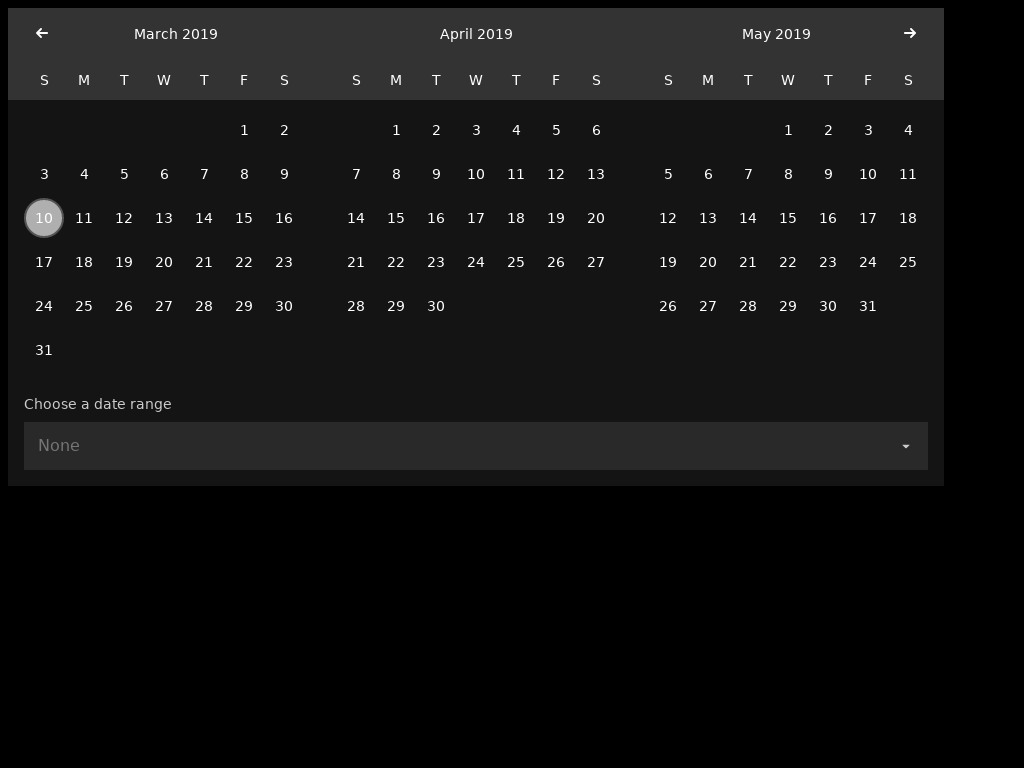 March 2019 April 2019 May 2019
S M T W T F S S M T W T F S S M T W T F S
1 2 1 2 3 4 5 6 1 2 3 4
3 4 5 6 7 8 9 7 8 9 10 11 12 13 5 6 7 8 9 10 11
10 11 12 13 14 15 16 14 15 16 17 18 19 20 12 13 14 15 16 17 18
17 18 19 20 21 22 23 21 22 23 24 25 26 27 19 20 21 22 23 24 25
24 25 26 27 28 29 30 28 29 30 26 27 28 29 30 31
31
Choose a date range
None